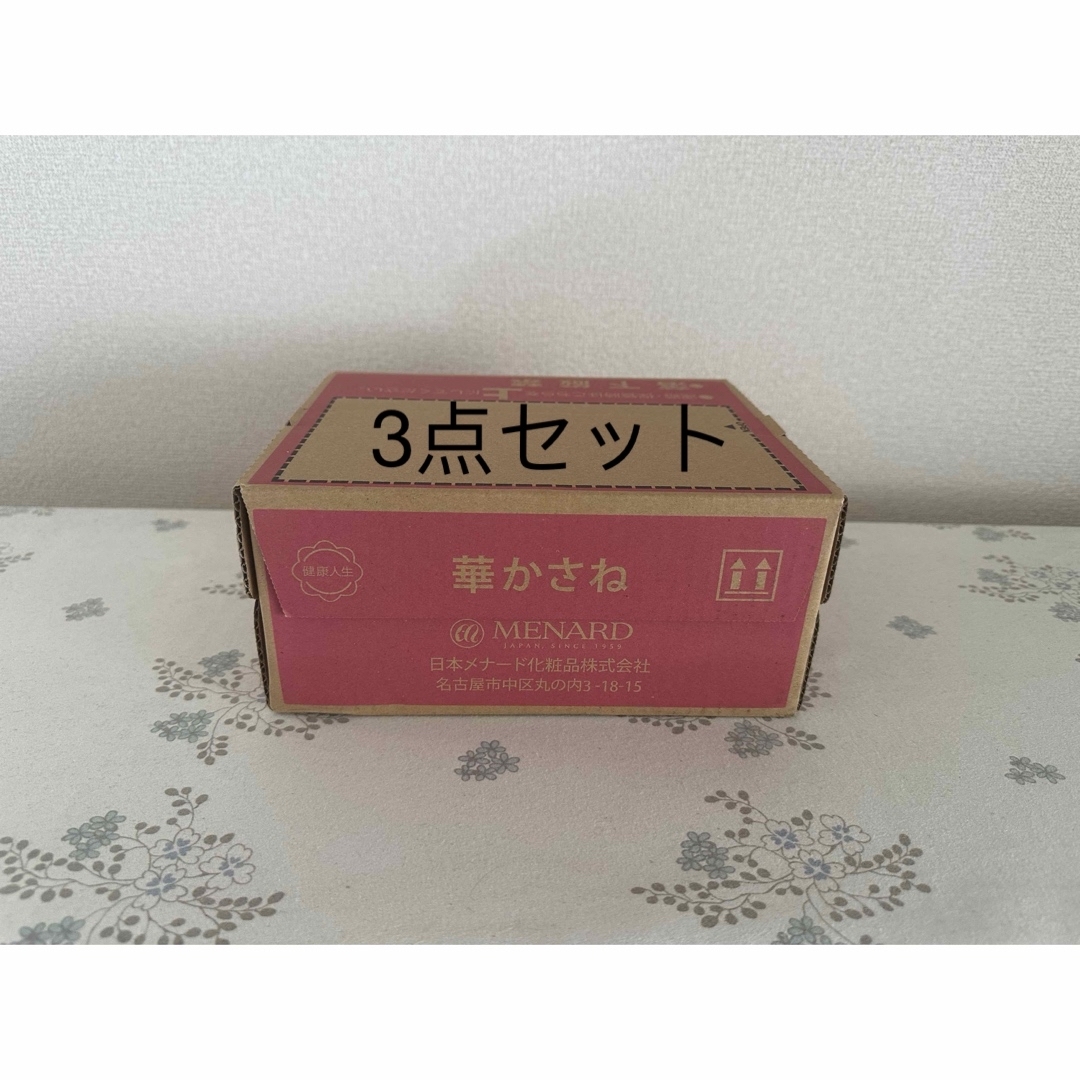 3点セット
健康人生
華かさね
MENARD
JAPAN, SINCE 1959
日本メナード化粧品株式会社
名古屋市中区丸の内3-18-15